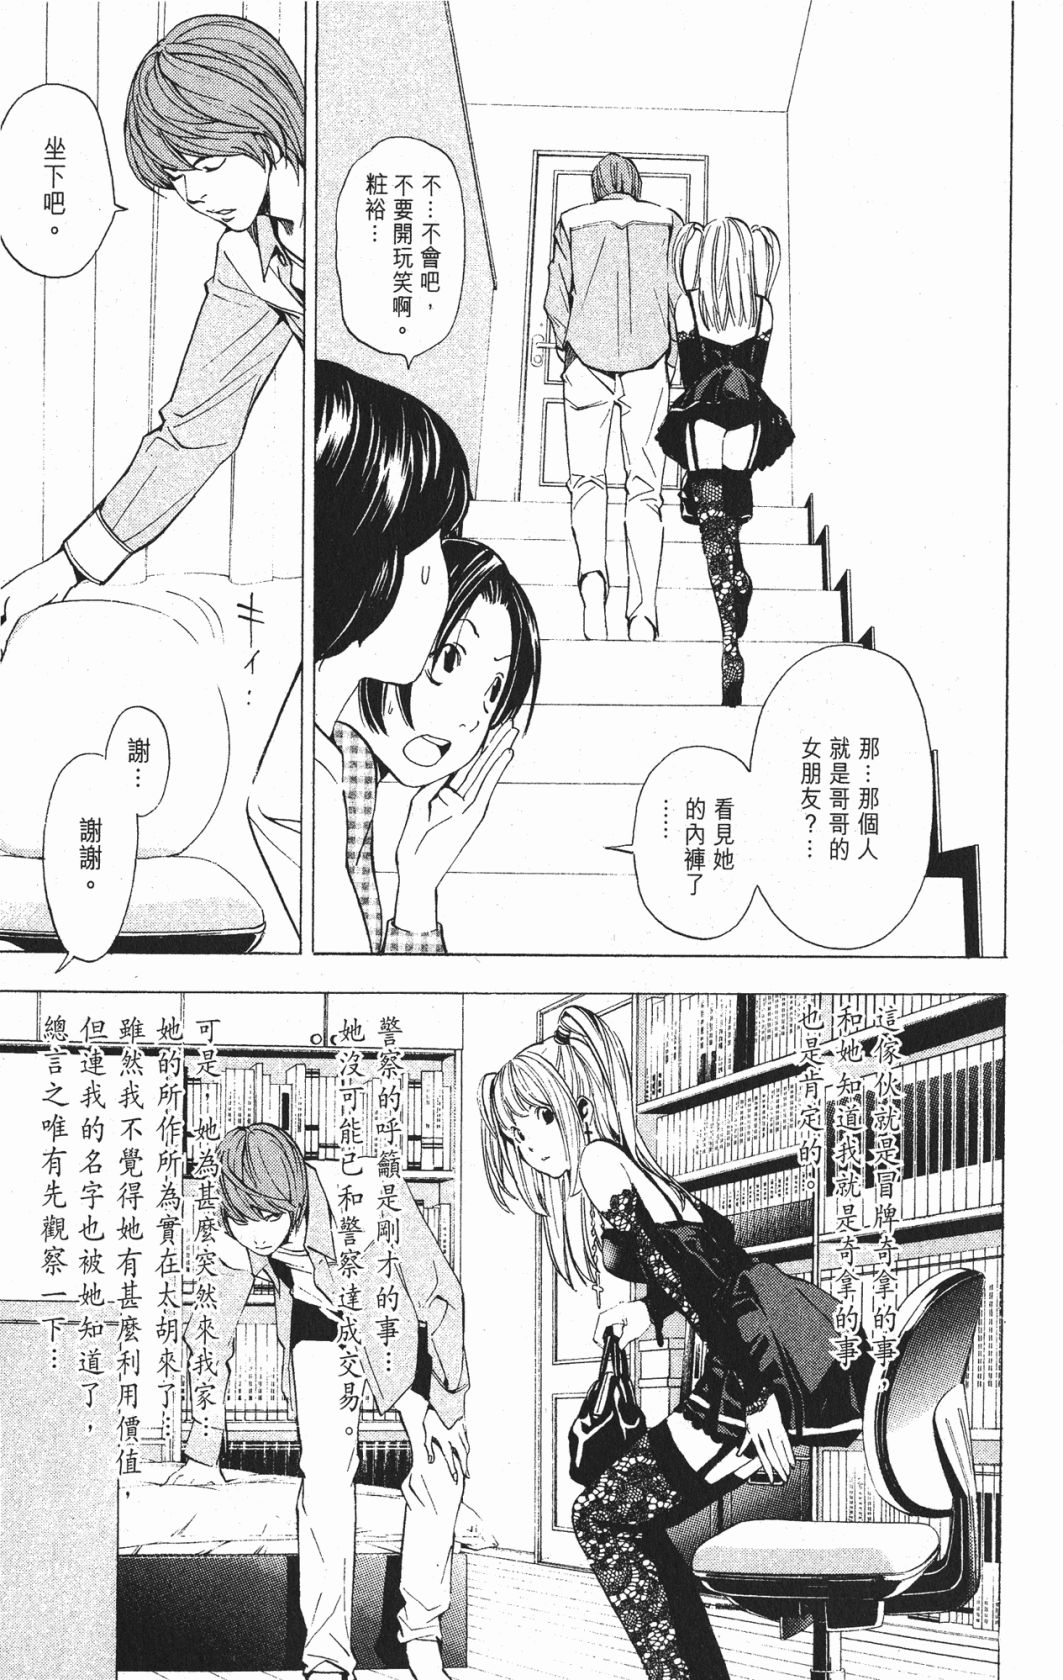 那…那個人
就是哥哥的
女朋友？…
看見她
的內褲了
……
不…不會吧，
不要開玩笑啊。
粧裕…
坐下吧。
キイ…
謝…
謝謝。
這傢伙就是冒牌奇拿的事，
和她知道我就是奇拿的事
也是肯定的。
警察的呼籲是剛才的事…
她沒可能已和警察達成交易。
可是，她為甚麼突然來我家…
她的所作所為實在太胡來了…
雖然我不覺得她有甚麼利用價值，
但連我的名字也被她知道了，
總言之唯有先觀察一下…